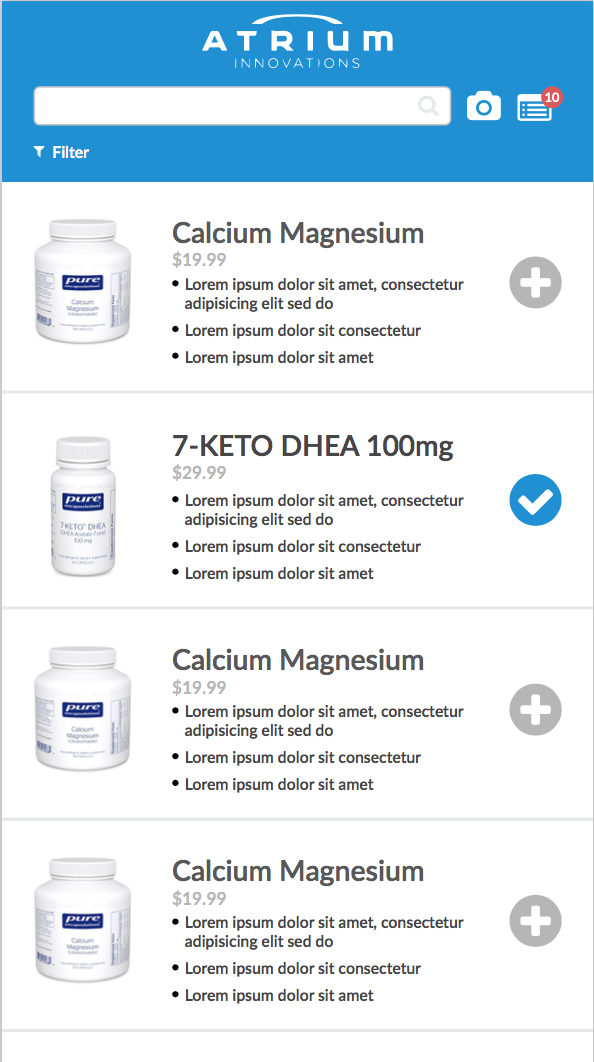 ATRIUM
INNOVATIONS
10
Filter
Calcium Magnesium
$19.99
Lorem ipsum dolor sit amet, consectetur
adipisicing elit sed do
Lorem ipsum dolor sit consectetur
Lorem ipsum dolor sit amet
pure
encapsulations
Calcium
Magnesium
7-KETO DHEA 100mg
$29.99
Lorem ipsum dolor sit amet, consectetur
adipisicing elit sed do
Lorem ipsum dolor sit consectetur
Lorem ipsum dolor sit amet
pure
encapsulations
7-KETO™ DHEA
100 mg
Calcium Magnesium
$19.99
Lorem ipsum dolor sit amet, consectetur
adipisicing elit sed do
Lorem ipsum dolor sit consectetur
Lorem ipsum dolor sit amet
pure
encapsulations
Calcium
Magnesium
Calcium Magnesium
$19.99
Lorem ipsum dolor sit amet, consectetur
adipisicing elit sed do
Lorem ipsum dolor sit consectetur
Lorem ipsum dolor sit amet
pure
encapsulations
Calcium
Magnesium